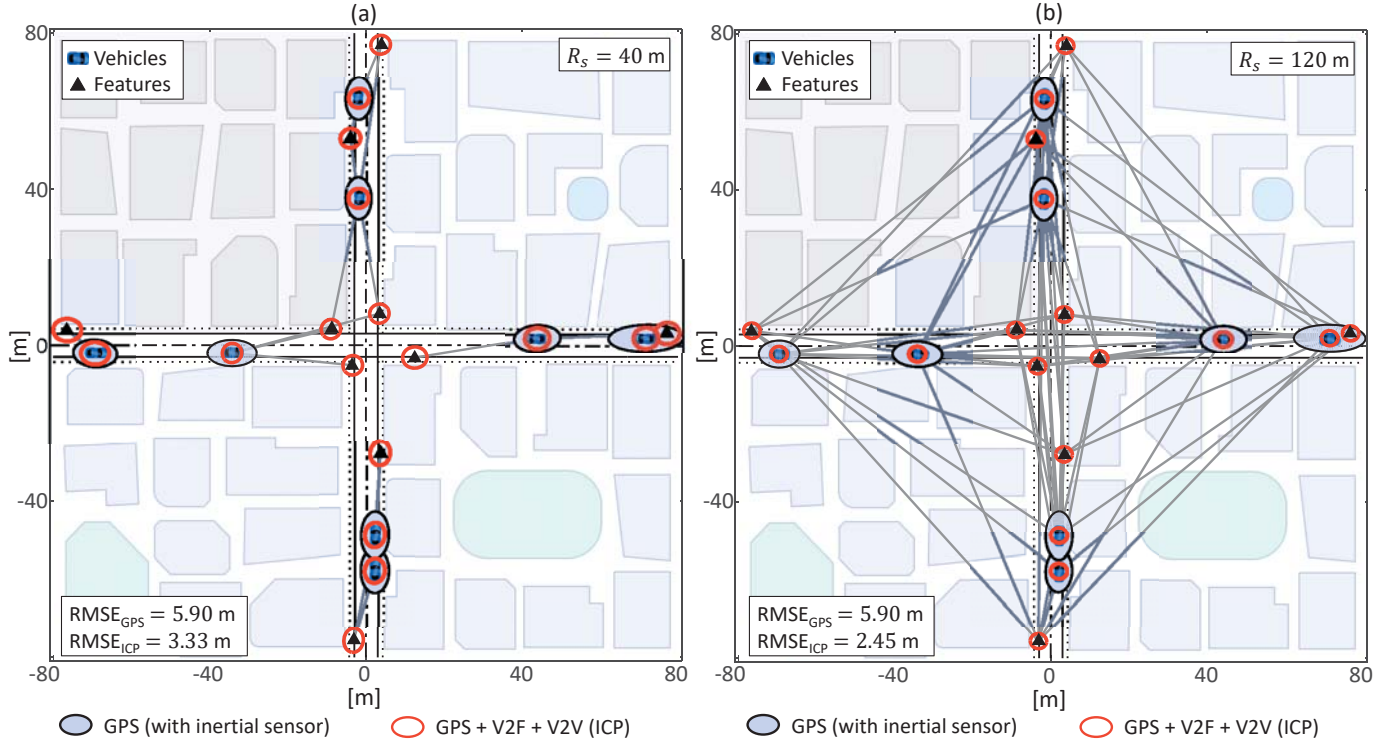 (a)
(b)
Vehicles
Features
R_s = 40 m
Vehicles
Features
R_s = 120 m
80
40
0
-40
[m]
RMSE_GPS = 5.90 m
RMSE_ICP = 3.33 m
-80
-40
0
40
80
[m]
80
40
0
-40
[m]
RMSE_GPS = 5.90 m
RMSE_ICP = 2.45 m
-80
-40
0
40
80
[m]
GPS (with inertial sensor)
GPS + V2F + V2V (ICP)
GPS (with inertial sensor)
GPS + V2F + V2V (ICP)